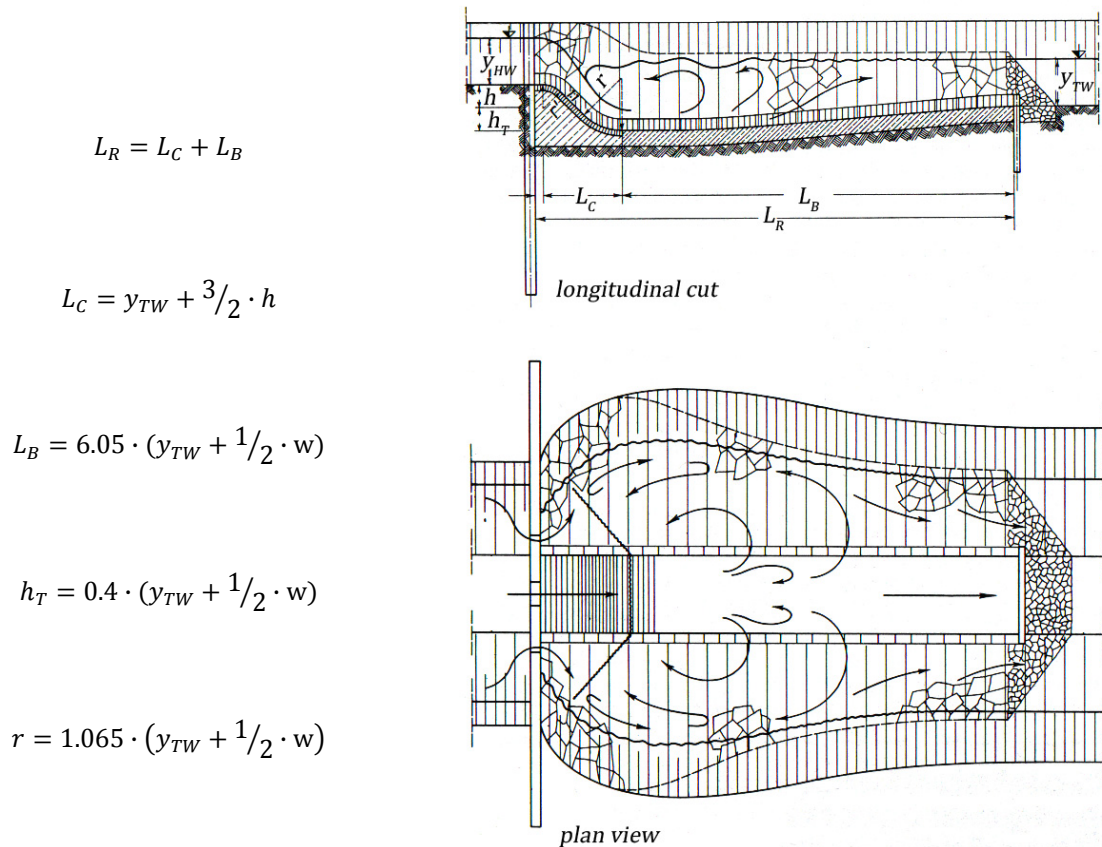 L_R = L_C + L_B
L_C = y_TW + 3/2 · h
L_B = 6.05 · (y_TW + 1/2 · w)
h_T = 0.4 · (y_TW + 1/2 · w)
r = 1.065 · (y_TW + 1/2 · w)
y_HW
r
y_TW
h
r
h_T
L_C
L_B
L_R
longitudinal cut
plan view